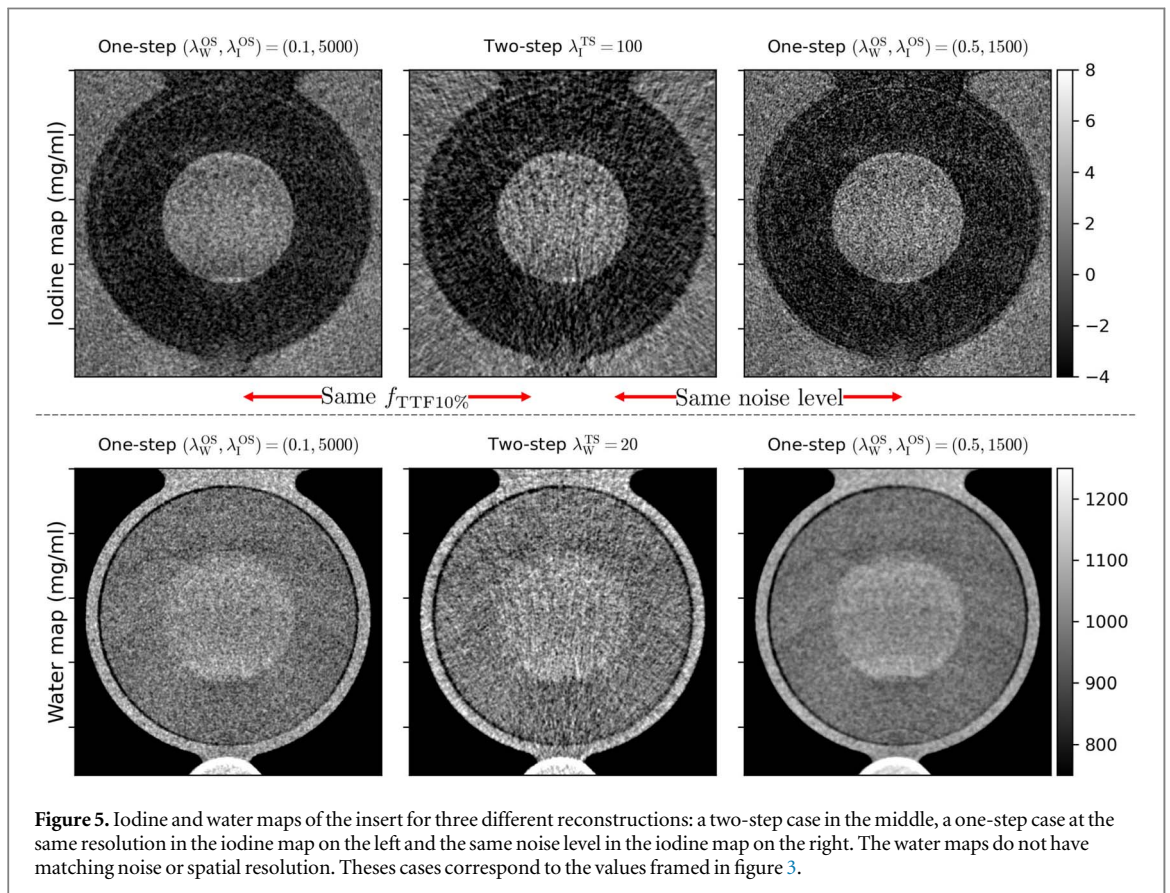 One-step (λ_W^OS, λ_I^OS) = (0.1, 5000)
Two-step λ_I^TS = 100
One-step (λ_W^OS, λ_I^OS) = (0.5, 1500)
Iodine map (mg/ml)
8
6
4
2
0
−2
−4
Same f_TTF10%
Same noise level
One-step (λ_W^OS, λ_I^OS) = (0.1, 5000)
Two-step λ_W^TS = 20
One-step (λ_W^OS, λ_I^OS) = (0.5, 1500)
Water map (mg/ml)
1200
1100
1000
900
800
Figure 5. Iodine and water maps of the insert for three different reconstructions: a two-step case in the middle, a one-step case at the
same resolution in the iodine map on the left and the same noise level in the iodine map on the right. The water maps do not have
matching noise or spatial resolution. Theses cases correspond to the values framed in figure 3.